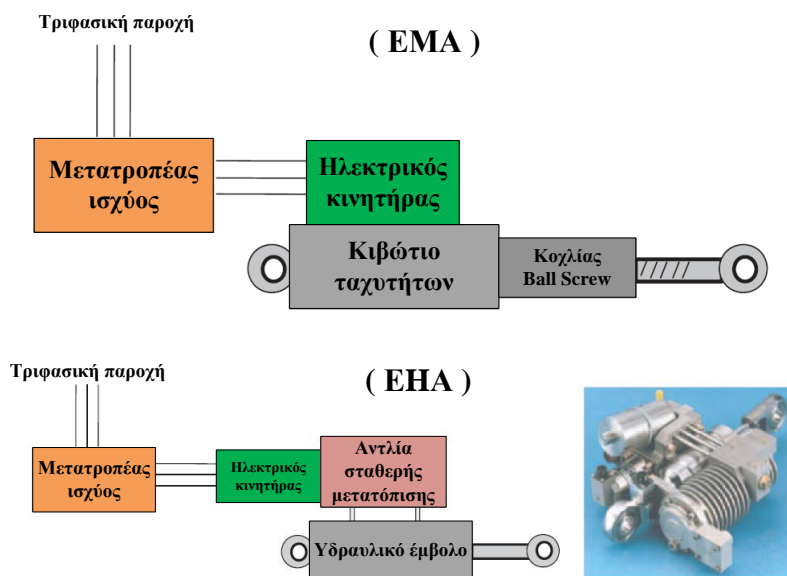 Τριφασική παροχή
( EMA )
Μετατροπέας
ισχύος
Ηλεκτρικός
κινητήρας
Κιβώτιο
ταχυτήτων
Κοχλίας
Ball Screw
Τριφασική παροχή
( EHA )
Μετατροπέας
ισχύος
Ηλεκτρικός
κινητήρας
Αντλία
σταθερής
μετατόπισης
Υδραυλικό έμβολο